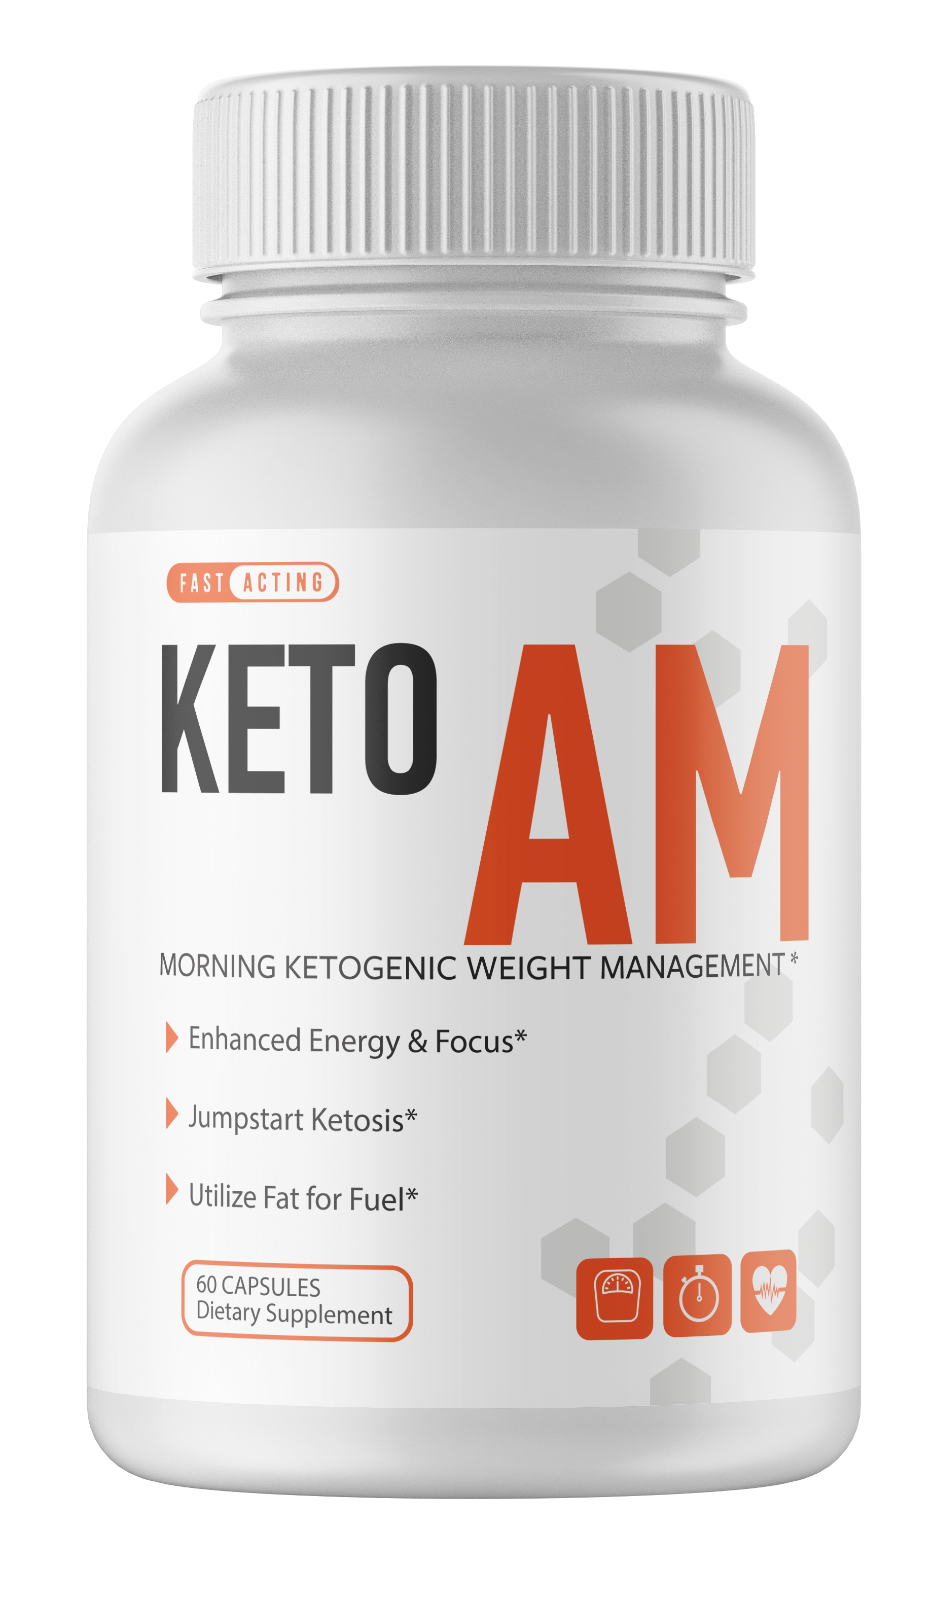 FAST ACTING
KETO AM
MORNING KETOGENIC WEIGHT MANAGEMENT*
Enhanced Energy & Focus*
Jumpstart Ketosis*
Utilize Fat for Fuel*
60 CAPSULES
Dietary Supplement